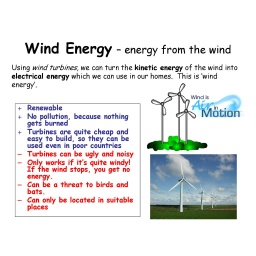 Wind Energy – energy from the wind
Using wind turbines, we can turn the kinetic energy of the wind into
electrical energy which we can use in our homes. This is 'wind
energy'.
+ Renewable
+ No pollution, because nothing
gets burned
+ Turbines are quite cheap and
easy to build, so they can be
used even in poor countries
– Turbines can be ugly and noisy
– Only works if it's quite windy!
If the wind stops, you get no
energy.
– Can be a threat to birds and
bats.
– Can only be located in suitable
places
Wind is
Air in
Motion